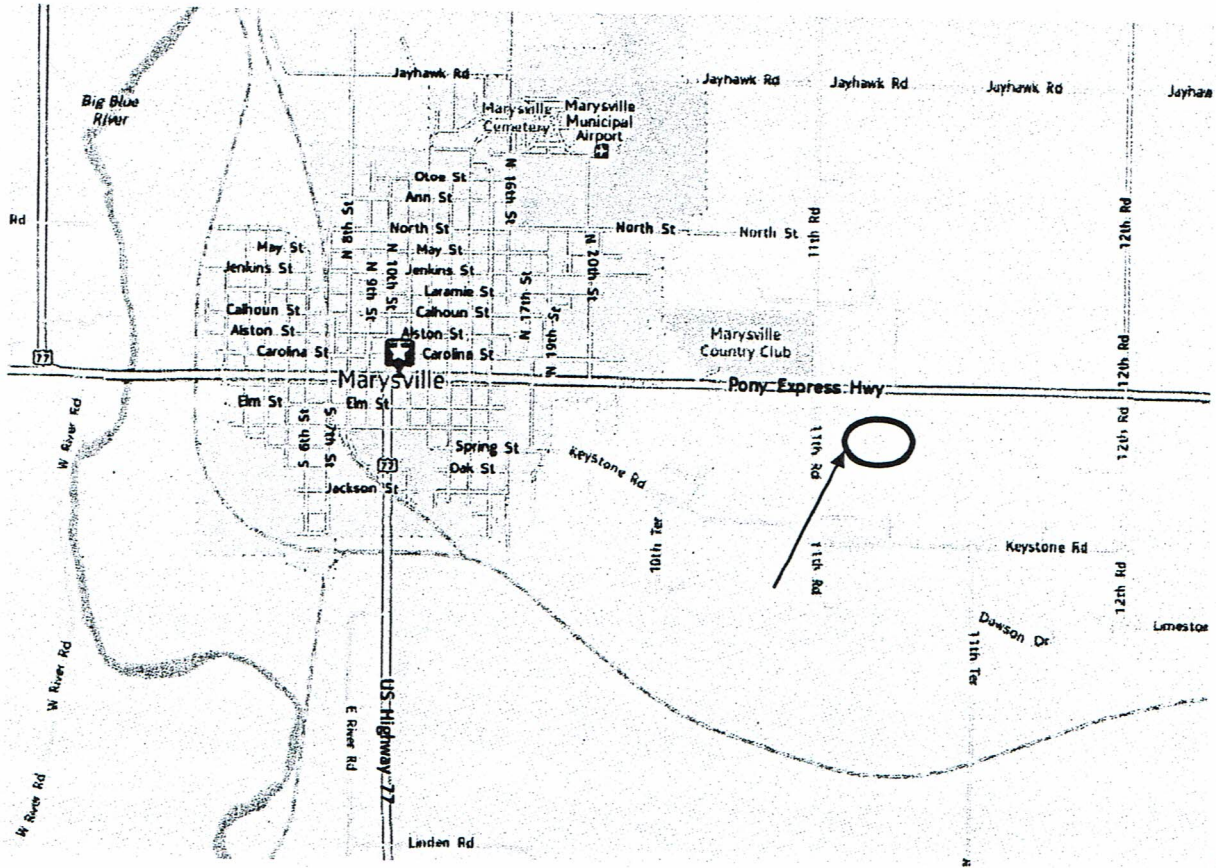 Jayhawk Rd
Jayhawk Rd
Jayhawk Rd
Jayhawk Rd
Jayhaw
Big Blue
River
Marysville
Cemetery
Marysville
Municipal
Airport
Otoe St
Ann St
N 16th St
Rd
N 8th St
North St
North St
North St
11th Rd
12th Rd
May St
May St
N 20th St
Jenkins St
N 9th St
N 10th St
Jenkins St
Laramie St
N 17th St
Calhoun St
Calhoun St
Alston St
Alston St
N 19th St
Marysville
Country Club
Carolina St
Carolina St
77
12th Rd
Marysville
Pony Express Hwy
Elm St
Elm St
W River Rd
S 6th St
S 7th St
Spring St
Keystone Rd
11th Rd
12th Rd
77
Oak St
Jackson St
10th Ter
11th Rd
Keystone Rd
12th Rd
Dawson Dr
Limestor
11th Ter
W River Rd
US Highway 77
E River Rd
W River Rd
Linden Rd